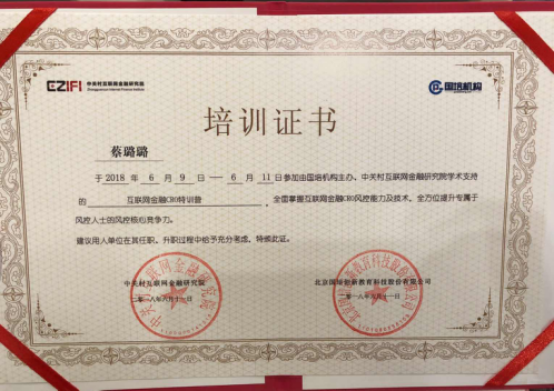 EZIFI 中关村互联网金融研究院
国培机构
培训证书
蔡璐璐
于2018年6月9日——6月11日参加由国培机构主办、中关村互联网金融研究院学术支持
的 互联网金融CRO特训营 ，全面掌握互联网金融CRO风控能力及技术、全方位提升专属于
风控人士的风控核心竞争力。
建议用人单位在其任职、升职过程中给予充分考虑，特颁此证。
中关村互联网金融研究院
北京国培创新教育科技股份有限公司
二〇一八年六月十一日
二〇一八年六月十一日